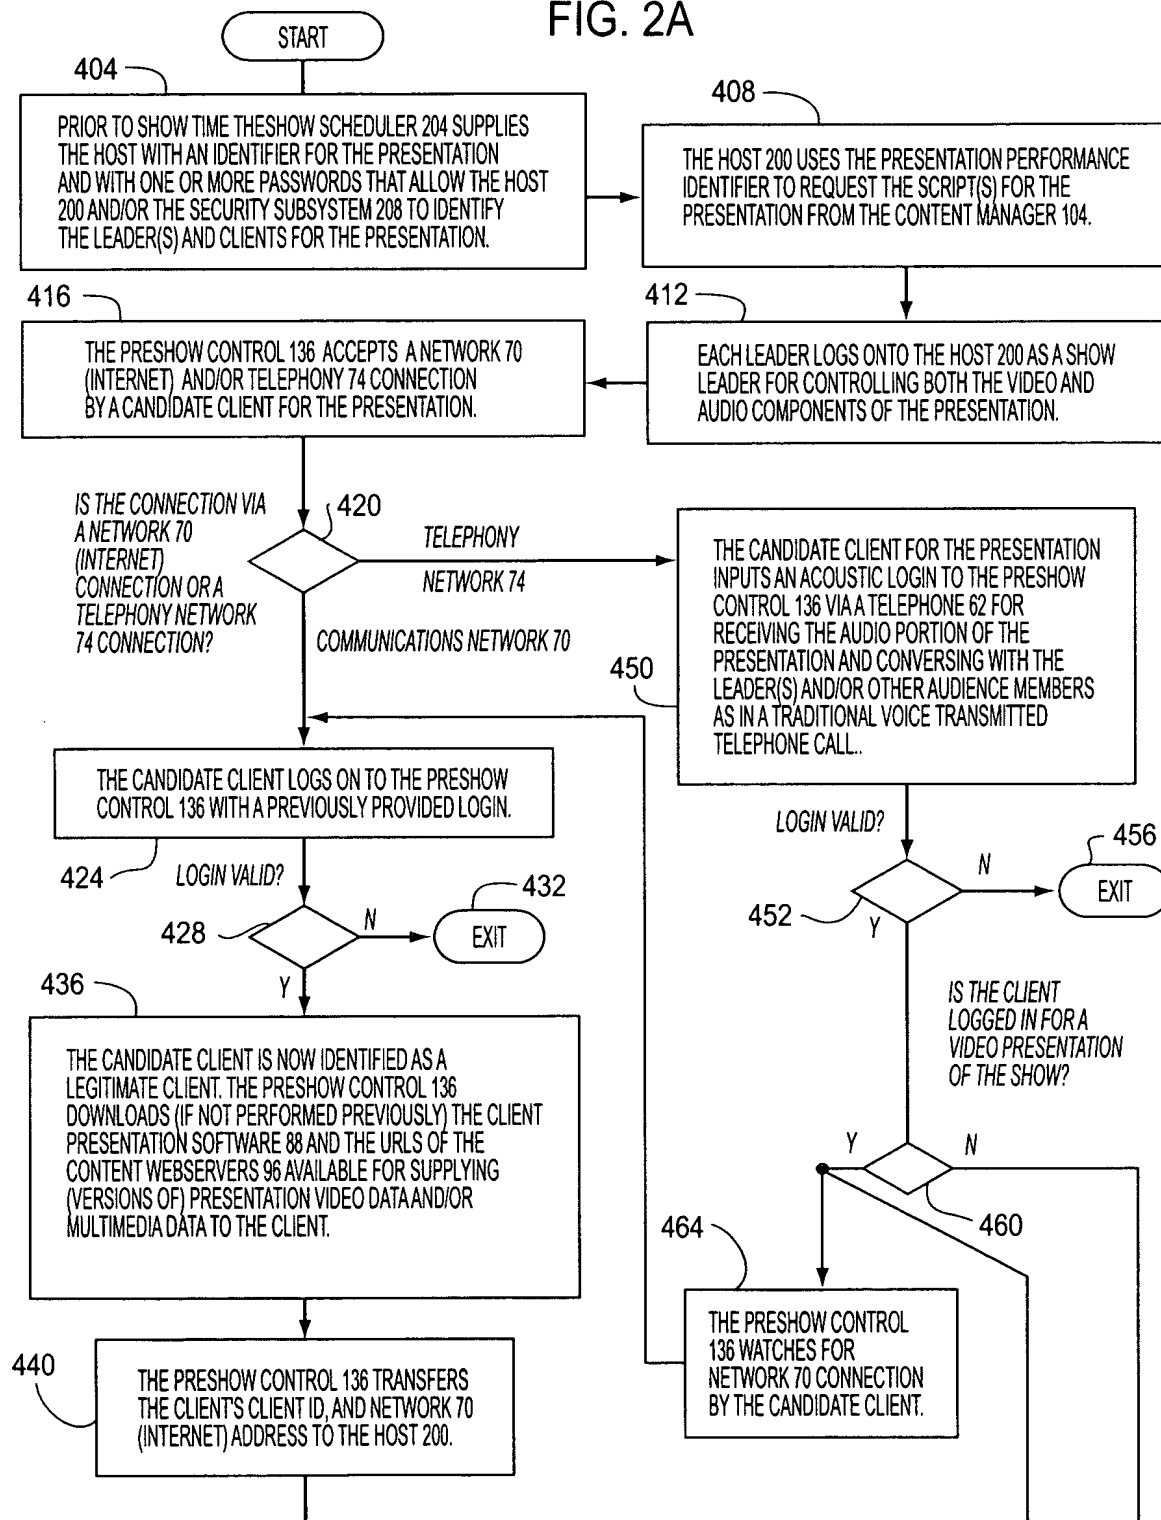 FIG. 2A
START
404
PRIOR TO SHOW TIME THESHOW SCHEDULER 204 SUPPLIES
THE HOST WITH AN IDENTIFIER FOR THE PRESENTATION
AND WITH ONE OR MORE PASSWORDS THAT ALLOW THE HOST
200 AND/OR THE SECURITY SUBSYSTEM 208 TO IDENTIFY
THE LEADER(S) AND CLIENTS FOR THE PRESENTATION.
408
THE HOST 200 USES THE PRESENTATION PERFORMANCE
IDENTIFIER TO REQUEST THE SCRIPT(S) FOR THE
PRESENTATION FROM THE CONTENT MANAGER 104.
412
EACH LEADER LOGS ONTO THE HOST 200 AS A SHOW
LEADER FOR CONTROLLING BOTH THE VIDEO AND
AUDIO COMPONENTS OF THE PRESENTATION.
416
THE PRESHOW CONTROL 136 ACCEPTS A NETWORK 70
(INTERNET) AND/OR TELEPHONY 74 CONNECTION
BY A CANDIDATE CLIENT FOR THE PRESENTATION.
IS THE CONNECTION VIA
A NETWORK 70
(INTERNET)
CONNECTION OR A
TELEPHONY NETWORK
74 CONNECTION?
420
TELEPHONY
NETWORK 74
COMMUNICATIONS NETWORK 70
450
THE CANDIDATE CLIENT FOR THE PRESENTATION
INPUTS AN ACOUSTIC LOGIN TO THE PRESHOW
CONTROL 136 VIA A TELEPHONE 62 FOR
RECEIVING THE AUDIO PORTION OF THE
PRESENTATION AND CONVERSING WITH THE
LEADER(S) AND/OR OTHER AUDIENCE MEMBERS
AS IN A TRADITIONAL VOICE TRANSMITTED
TELEPHONE CALL..
THE CANDIDATE CLIENT LOGS ON TO THE PRESHOW
CONTROL 136 WITH A PREVIOUSLY PROVIDED LOGIN.
424
LOGIN VALID?
428
N
432
EXIT
Y
LOGIN VALID?
452
N
456
EXIT
Y
436
THE CANDIDATE CLIENT IS NOW IDENTIFIED AS A
LEGITIMATE CLIENT. THE PRESHOW CONTROL 136
DOWNLOADS (IF NOT PERFORMED PREVIOUSLY) THE CLIENT
PRESENTATION SOFTWARE 88 AND THE URLS OF THE
CONTENT WEBSERVERS 96 AVAILABLE FOR SUPPLYING
(VERSIONS OF) PRESENTATION VIDEO DATA AND/OR
MULTIMEDIA DATA TO THE CLIENT.
IS THE CLIENT
LOGGED IN FOR A
VIDEO PRESENTATION
OF THE SHOW?
Y
N
460
464
THE PRESHOW CONTROL
136 WATCHES FOR
NETWORK 70 CONNECTION
BY THE CANDIDATE CLIENT.
440
THE PRESHOW CONTROL 136 TRANSFERS
THE CLIENT'S CLIENT ID, AND NETWORK 70
(INTERNET) ADDRESS TO THE HOST 200.